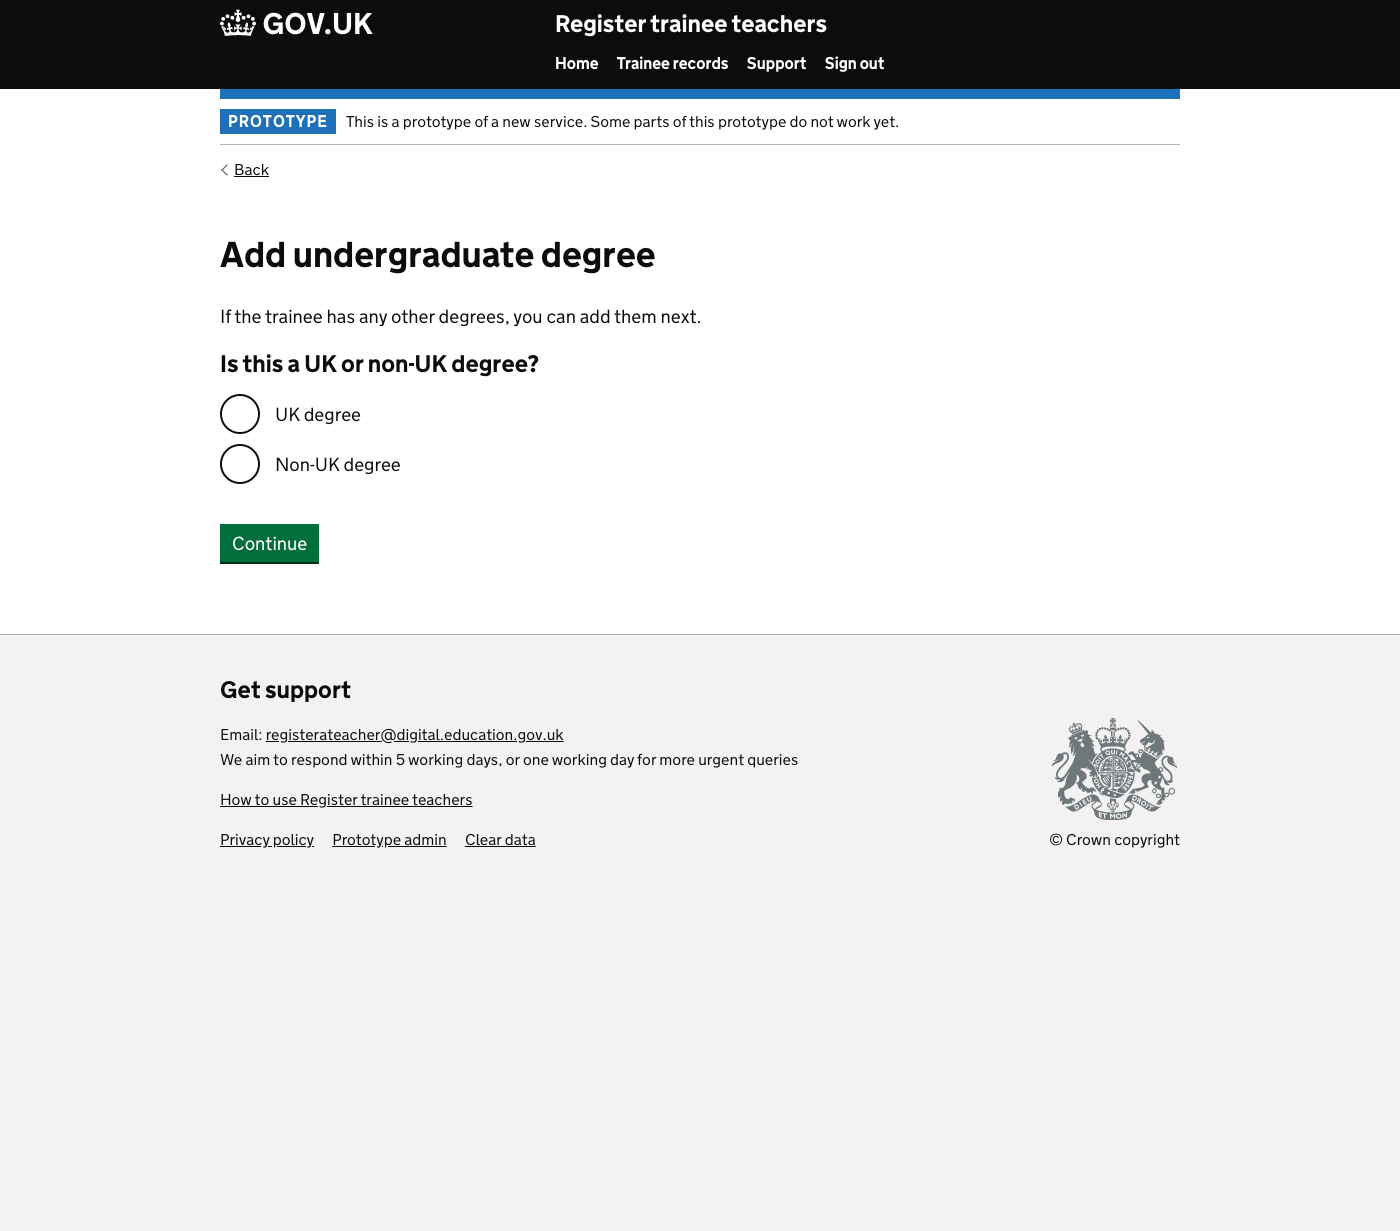 GOV.UK
Register trainee teachers
Home Trainee records Support Sign out
PROTOTYPE This is a prototype of a new service. Some parts of this prototype do not work yet.
Back
Add undergraduate degree
If the trainee has any other degrees, you can add them next.
Is this a UK or non-UK degree?
UK degree
Non-UK degree
Continue
Get support
Email: registerateacher@digital.education.gov.uk
We aim to respond within 5 working days, or one working day for more urgent queries
How to use Register trainee teachers
DIEU ET MON DROIT
Privacy policy Prototype admin Clear data © Crown copyright